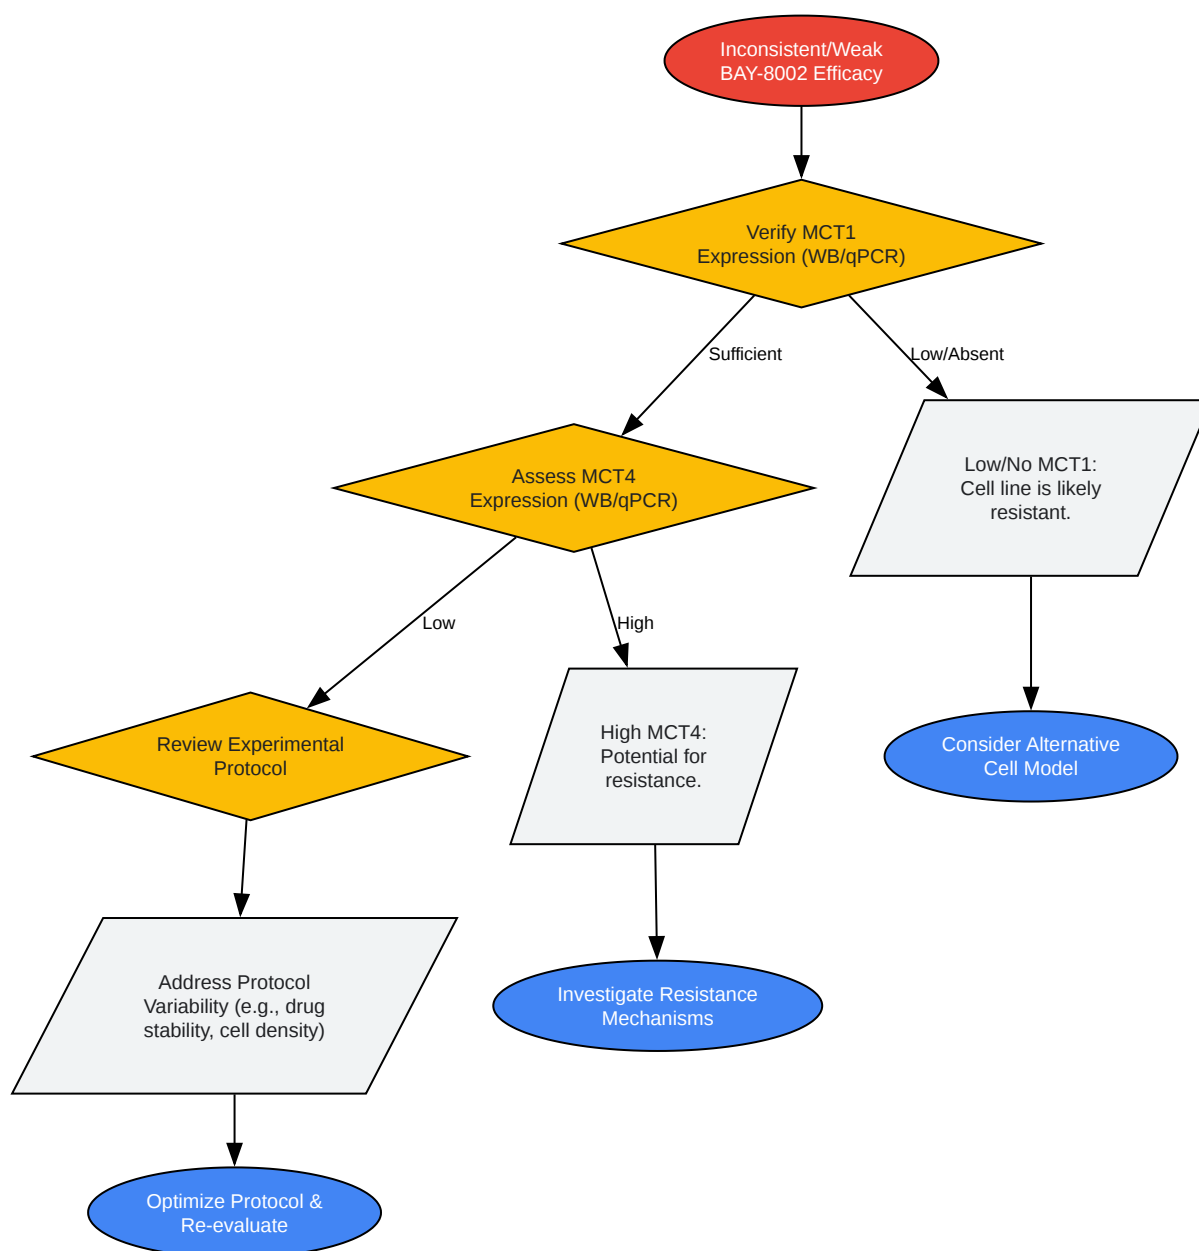 Inconsistent/Weak
BAY-8002 Efficacy
Verify MCT1
Expression (WB/qPCR)
Sufficient
Low/Absent
Assess MCT4
Expression (WB/qPCR)
Low/No MCT1:
Cell line is likely
resistant.
Low
High
Review Experimental
Protocol
High MCT4:
Potential for
resistance.
Consider Alternative
Cell Model
Address Protocol
Variability (e.g., drug
stability, cell density)
Investigate Resistance
Mechanisms
Optimize Protocol &
Re-evaluate